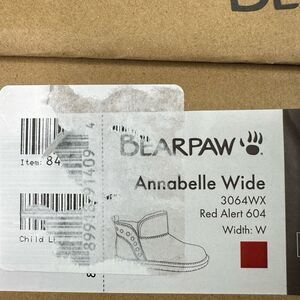 BEARPAW
Item: 84
Annabelle Wide
3064WX
Red Alert 604
Width: W
Child L